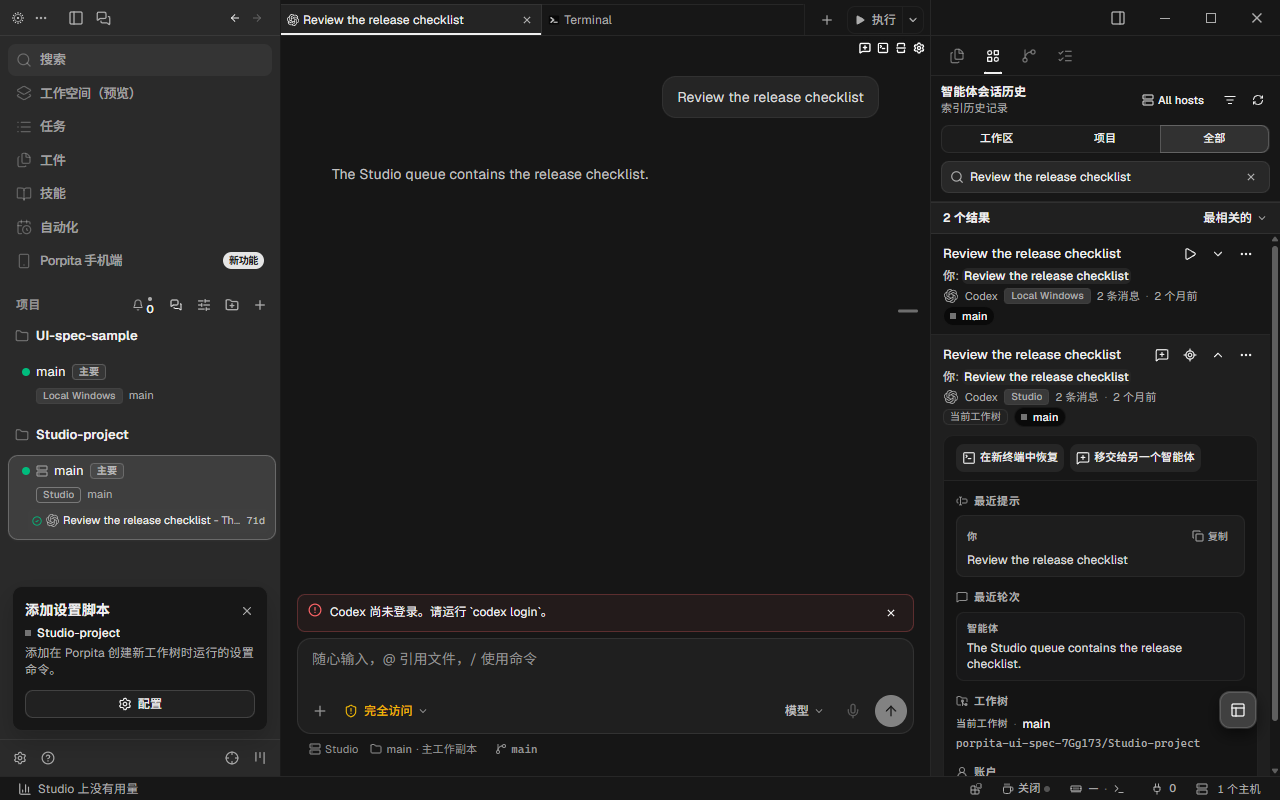 Review the release checklist
Terminal
执行
搜索
工作空间（预览）
任务
工件
技能
自动化
Porpita 手机端
新功能
项目
0
UI-spec-sample
main
主要
Local Windows
main
Studio-project
main
主要
Studio
main
Review the release checklist - Th...
71d
添加设置脚本
Studio-project
添加在 Porpita 创建新工作树时运行的设置
命令。
配置
Review the release checklist
The Studio queue contains the release checklist.
Codex 尚未登录。请运行 `codex login`。
随心输入，@ 引用文件，/ 使用命令
完全访问
模型
Studio
main · 主工作副本
main
智能体会话历史
索引历史记录
All hosts
工作区
项目
全部
Review the release checklist
2 个结果
最相关的
Review the release checklist
你: Review the release checklist
Codex
Local Windows
2 条消息 · 2 个月前
main
Review the release checklist
你: Review the release checklist
Codex
Studio
2 条消息 · 2 个月前
当前工作树
main
在新终端中恢复
移交给另一个智能体
最近提示
你
复制
Review the release checklist
最近轮次
智能体
The Studio queue contains the release
checklist.
工作树
当前工作树 · main
porpita-ui-spec-7Gg173/Studio-project
账户
Studio 上没有用量
关闭
0
1 个主机